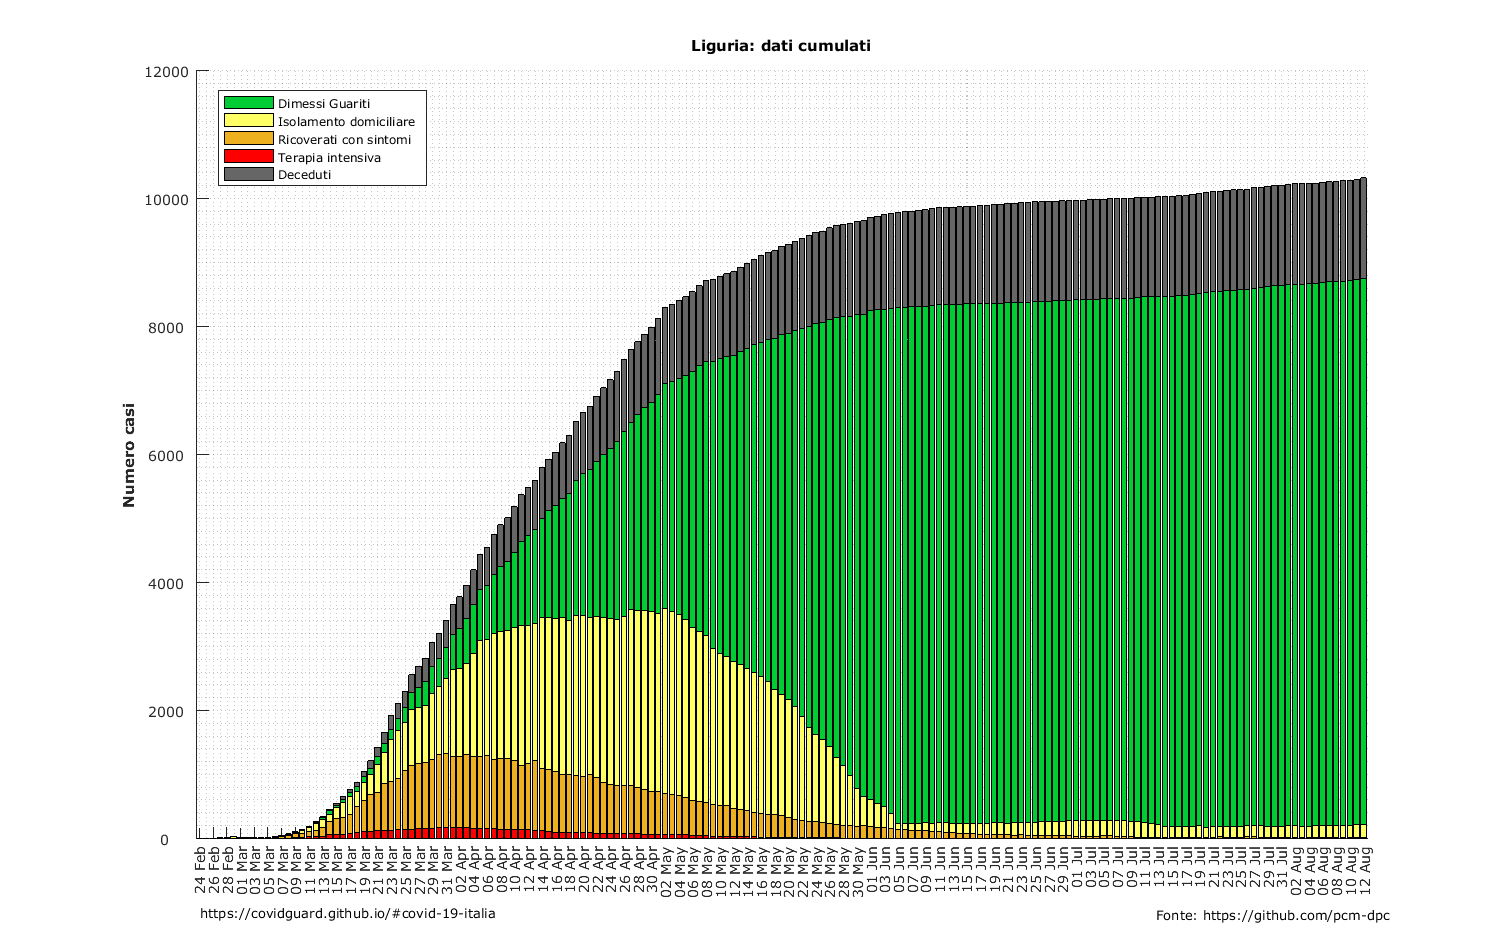 Liguria: dati cumulati
12000
10000
8000
6000
4000
2000
0
Numero casi
Dimessi Guariti
Isolamento domiciliare
Ricoverati con sintomi
Terapia intensiva
Deceduti
24 Feb
26 Feb
28 Feb
01 Mar
03 Mar
05 Mar
07 Mar
09 Mar
11 Mar
13 Mar
15 Mar
17 Mar
19 Mar
21 Mar
23 Mar
25 Mar
27 Mar
29 Mar
31 Mar
02 Apr
04 Apr
06 Apr
08 Apr
10 Apr
12 Apr
14 Apr
16 Apr
18 Apr
20 Apr
22 Apr
24 Apr
26 Apr
28 Apr
30 Apr
02 May
04 May
06 May
08 May
10 May
12 May
14 May
16 May
18 May
20 May
22 May
24 May
26 May
28 May
30 May
01 Jun
03 Jun
05 Jun
07 Jun
09 Jun
11 Jun
13 Jun
15 Jun
17 Jun
19 Jun
21 Jun
23 Jun
25 Jun
27 Jun
29 Jun
01 Jul
03 Jul
05 Jul
07 Jul
09 Jul
11 Jul
13 Jul
15 Jul
17 Jul
19 Jul
21 Jul
23 Jul
25 Jul
27 Jul
29 Jul
31 Jul
02 Aug
04 Aug
06 Aug
08 Aug
10 Aug
12 Aug
https://covidguard.github.io/#covid-19-italia
Fonte: https://github.com/pcm-dpc